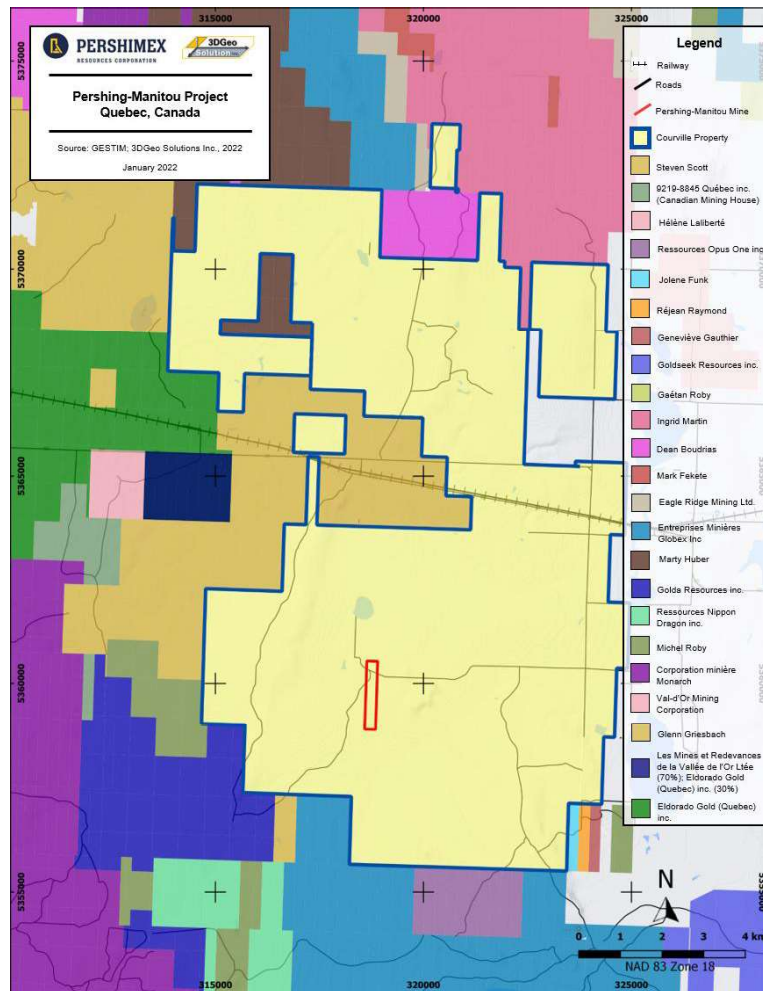 315000
320000
325000
5375000
PERSHIMEX
RESOURCES CORPORATION
3DGeo
Solution
Pershing-Manitou Project
Quebec, Canada
Source: GESTIM; 3DGeo Solutions Inc., 2022
January 2022
Legend
Railway
Roads
Pershing-Manitou Mine
Courville Property
Steven Scott
9219-8845 Québec inc.
(Canadian Mining House)
Hélène Laliberté
Ressources Opus One inc
Jolene Funk
Réjean Raymond
Geneviève Gauthier
Goldseek Resources inc.
Gaétan Roby
Ingrid Martin
Dean Boudrias
Mark Fekete
Eagle Ridge Mining Ltd.
Entreprises Minières
Globex Inc
Marty Huber
Golda Resources inc.
Ressources Nippon
Dragon inc.
Michel Roby
Corporation minière
Monarch
Val-d'Or Mining
Corporation
Glenn Griesbach
Les Mines et Redevances
de la Vallée de l'Or Ltée
(70%); Eldorado Gold
(Quebec) inc. (30%)
Eldorado Gold (Quebec)
inc.
5370000
5370000
5365000
5365000
5360000
5360000
5355000
5355000
N
0 1 2 3 4 km
NAD 83 Zone 18
315000
320000
325000